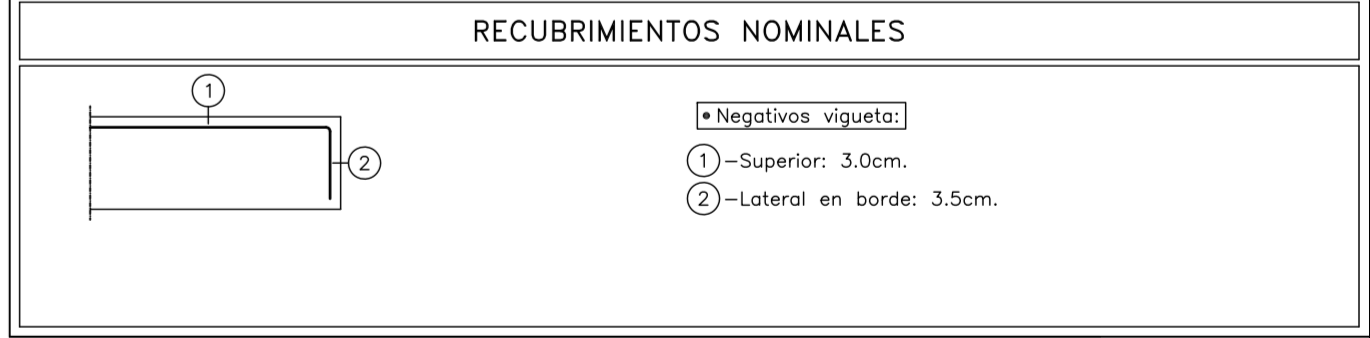 RECUBRIMIENTOS NOMINALES
1
2
• Negativos vigueta:
1 -Superior: 3.0cm.
2 -Lateral en borde: 3.5cm.